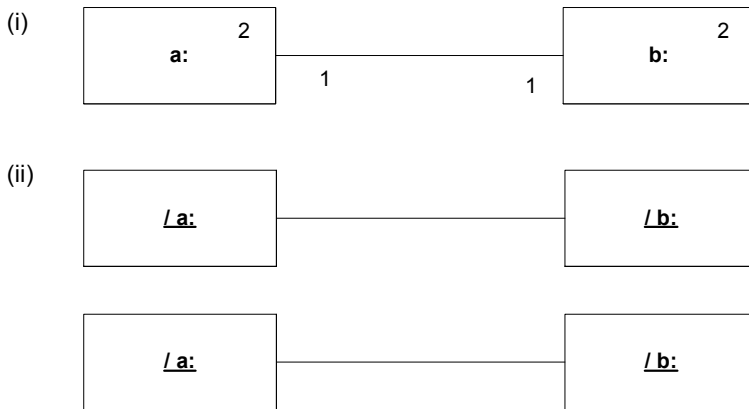 (i)
2 2
a: b:
1 1
(ii)
/ a: / b:
/ a: / b: